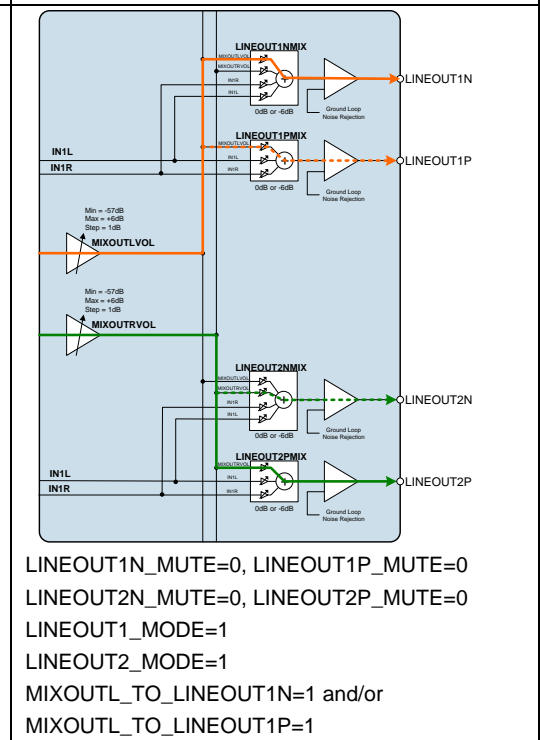 LINEOUT1NMIX
MIXOUTLVOL
MIXOUTRVOL
IN1R
IN1L
0dB or -6dB
Ground Loop
Noise Rejection
LINEOUT1N
LINEOUT1PMIX
MIXOUTLVOL
IN1L
IN1R
0dB or -6dB
Ground Loop
Noise Rejection
LINEOUT1P
IN1L
IN1R
Min = -57dB
Max = +6dB
Step = 1dB
MIXOUTLVOL
Min = -57dB
Max = +6dB
Step = 1dB
MIXOUTRVOL
LINEOUT2NMIX
MIXOUTLVOL
MIXOUTRVOL
IN1R
IN1L
0dB or -6dB
Ground Loop
Noise Rejection
LINEOUT2N
LINEOUT2PMIX
MIXOUTRVOL
IN1L
IN1R
0dB or -6dB
Ground Loop
Noise Rejection
LINEOUT2P
IN1L
IN1R
LINEOUT1N_MUTE=0, LINEOUT1P_MUTE=0
LINEOUT2N_MUTE=0, LINEOUT2P_MUTE=0
LINEOUT1_MODE=1
LINEOUT2_MODE=1
MIXOUTL_TO_LINEOUT1N=1 and/or
MIXOUTL_TO_LINEOUT1P=1